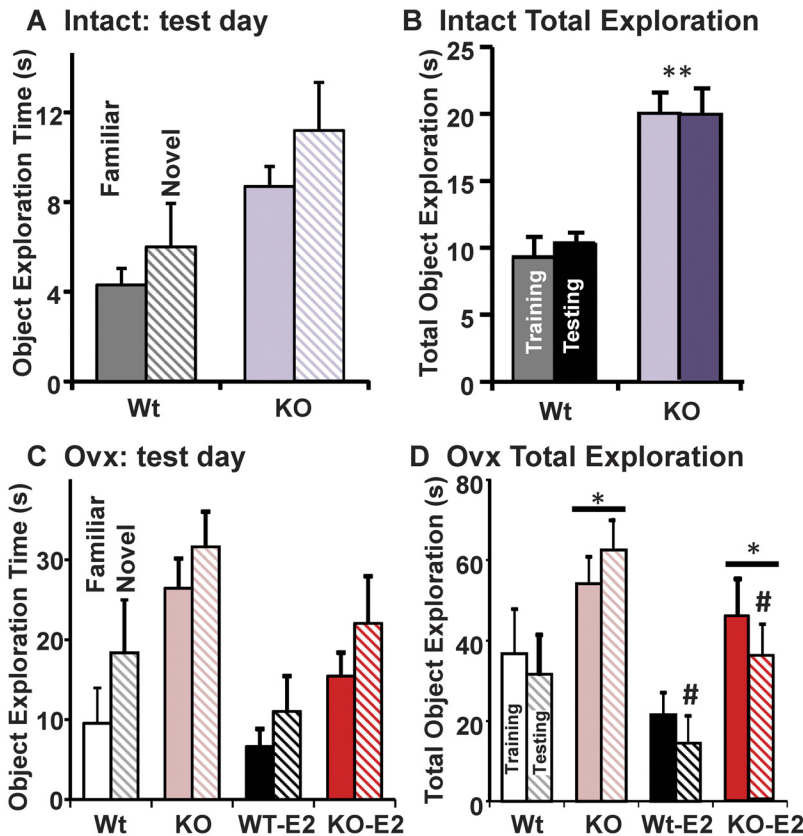 A Intact: test day
Object Exploration Time (s)
12
8
4
0
Familiar
Novel
Wt
KO
B Intact Total Exploration
Total Object Exploration (s)
25
20
15
10
5
0
Training
Testing
**
Wt
KO
C Ovx: test day
Object Exploration Time (s)
30
20
10
0
Familiar
Novel
Wt
KO
WT-E2
KO-E2
D Ovx Total Exploration
Total Object Exploration (s)
80
60
40
20
0
Training
Testing
*
#
*
#
Wt
KO
Wt-E2
KO-E2